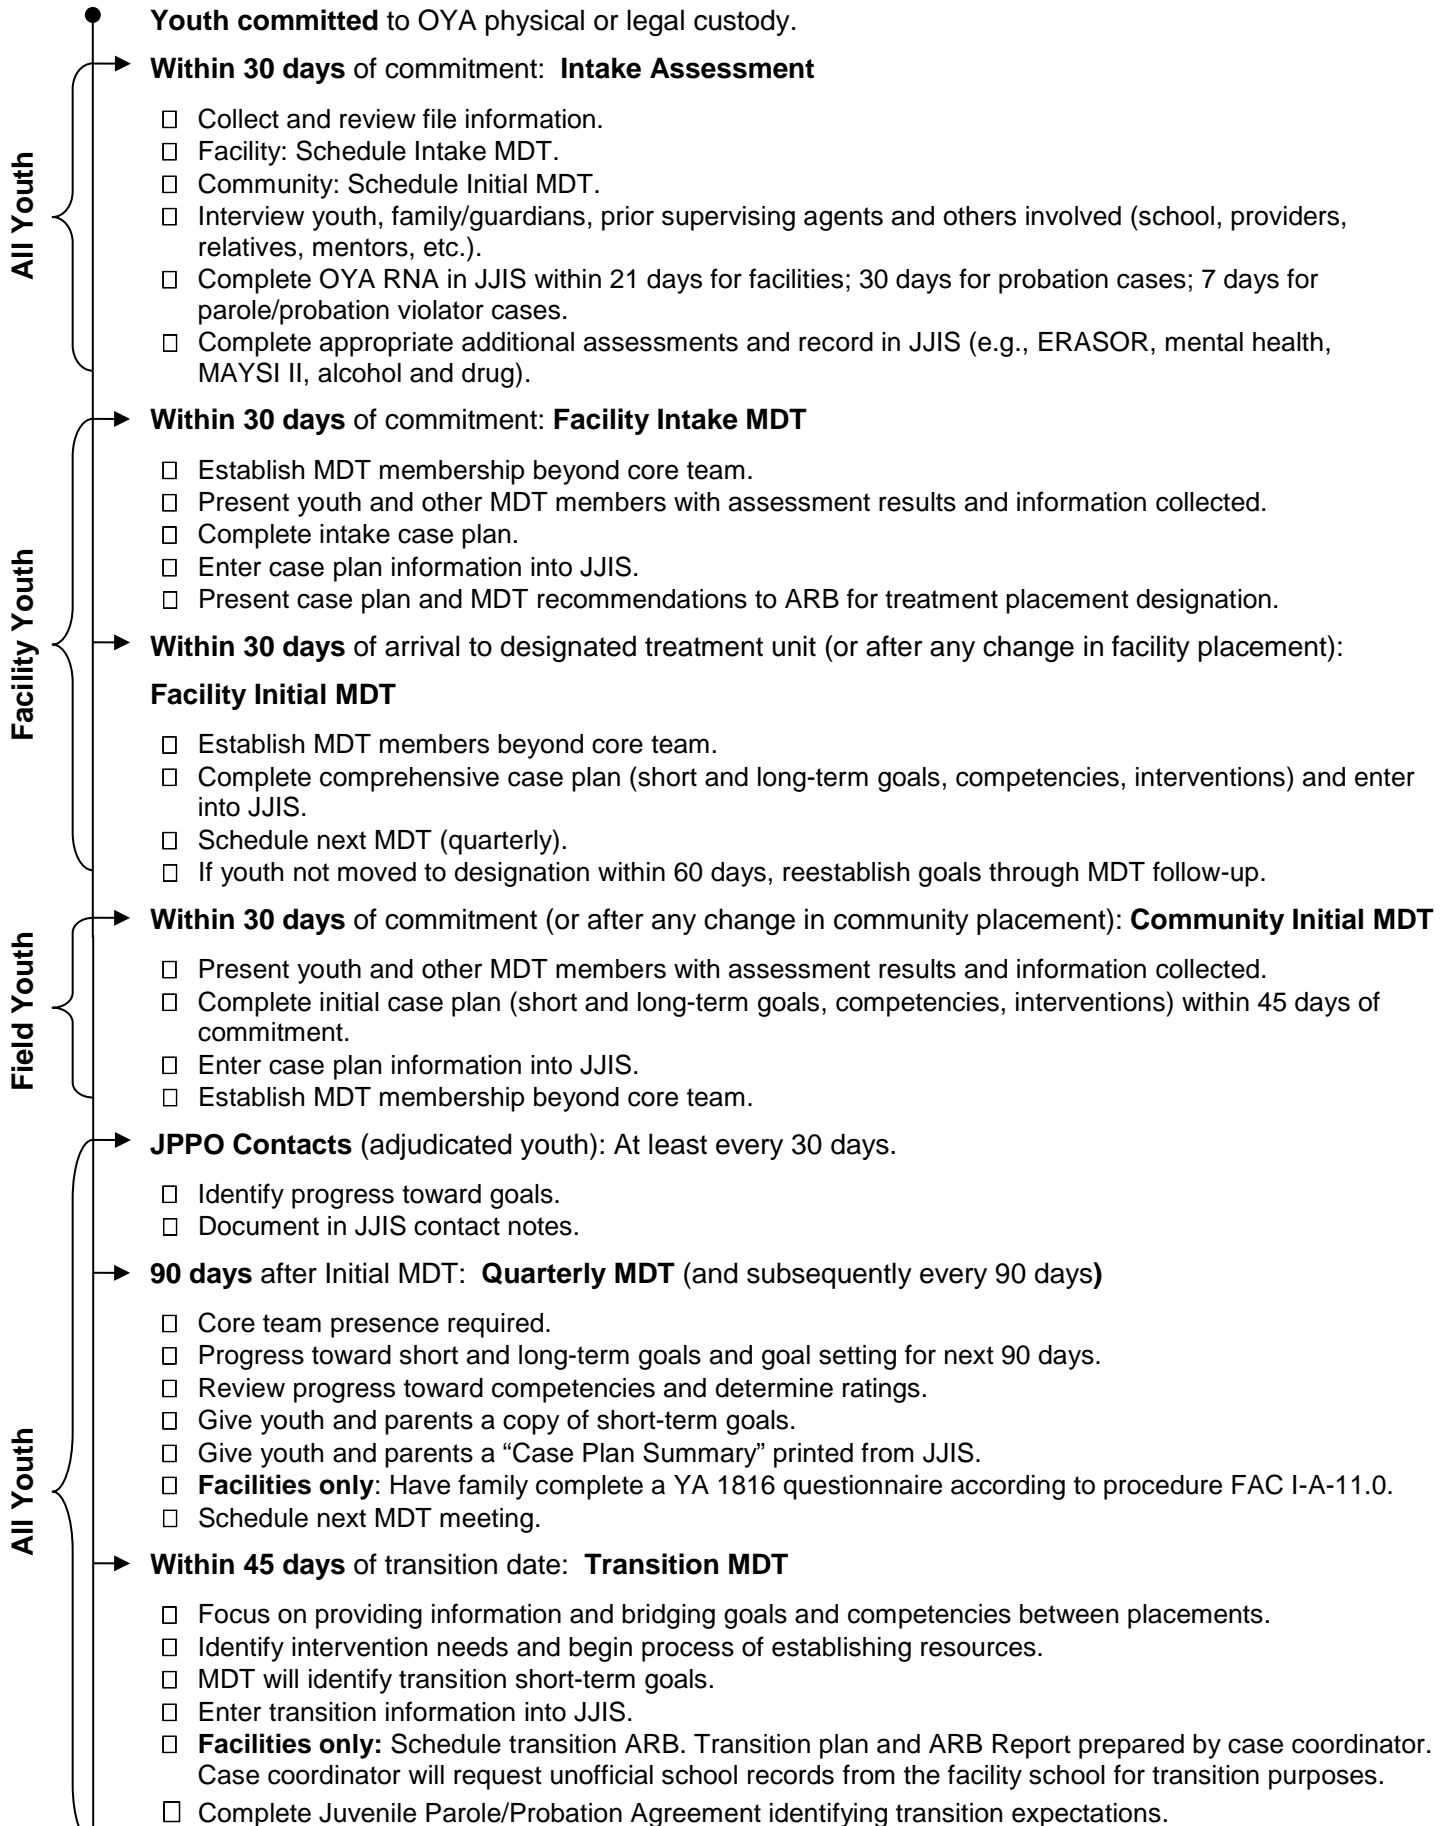 Youth committed to OYA physical or legal custody.
All Youth
Within 30 days of commitment: Intake Assessment
Collect and review file information.
Facility: Schedule Intake MDT.
Community: Schedule Initial MDT.
Interview youth, family/guardians, prior supervising agents and others involved (school, providers,
relatives, mentors, etc.).
Complete OYA RNA in JJIS within 21 days for facilities; 30 days for probation cases; 7 days for
parole/probation violator cases.
Complete appropriate additional assessments and record in JJIS (e.g., ERASOR, mental health,
MAYSI II, alcohol and drug).
Facility Youth
Within 30 days of commitment: Facility Intake MDT
Establish MDT membership beyond core team.
Present youth and other MDT members with assessment results and information collected.
Complete intake case plan.
Enter case plan information into JJIS.
Present case plan and MDT recommendations to ARB for treatment placement designation.
Within 30 days of arrival to designated treatment unit (or after any change in facility placement):
Facility Initial MDT
Establish MDT members beyond core team.
Complete comprehensive case plan (short and long-term goals, competencies, interventions) and enter
into JJIS.
Schedule next MDT (quarterly).
If youth not moved to designation within 60 days, reestablish goals through MDT follow-up.
Field Youth
Within 30 days of commitment (or after any change in community placement): Community Initial MDT
Present youth and other MDT members with assessment results and information collected.
Complete initial case plan (short and long-term goals, competencies, interventions) within 45 days of
commitment.
Enter case plan information into JJIS.
Establish MDT membership beyond core team.
All Youth
JPPO Contacts (adjudicated youth): At least every 30 days.
Identify progress toward goals.
Document in JJIS contact notes.
90 days after Initial MDT: Quarterly MDT (and subsequently every 90 days)
Core team presence required.
Progress toward short and long-term goals and goal setting for next 90 days.
Review progress toward competencies and determine ratings.
Give youth and parents a copy of short-term goals.
Give youth and parents a “Case Plan Summary” printed from JJIS.
Facilities only: Have family complete a YA 1816 questionnaire according to procedure FAC I-A-11.0.
Schedule next MDT meeting.
Within 45 days of transition date: Transition MDT
Focus on providing information and bridging goals and competencies between placements.
Identify intervention needs and begin process of establishing resources.
MDT will identify transition short-term goals.
Enter transition information into JJIS.
Facilities only: Schedule transition ARB. Transition plan and ARB Report prepared by case coordinator.
Case coordinator will request unofficial school records from the facility school for transition purposes.
Complete Juvenile Parole/Probation Agreement identifying transition expectations.